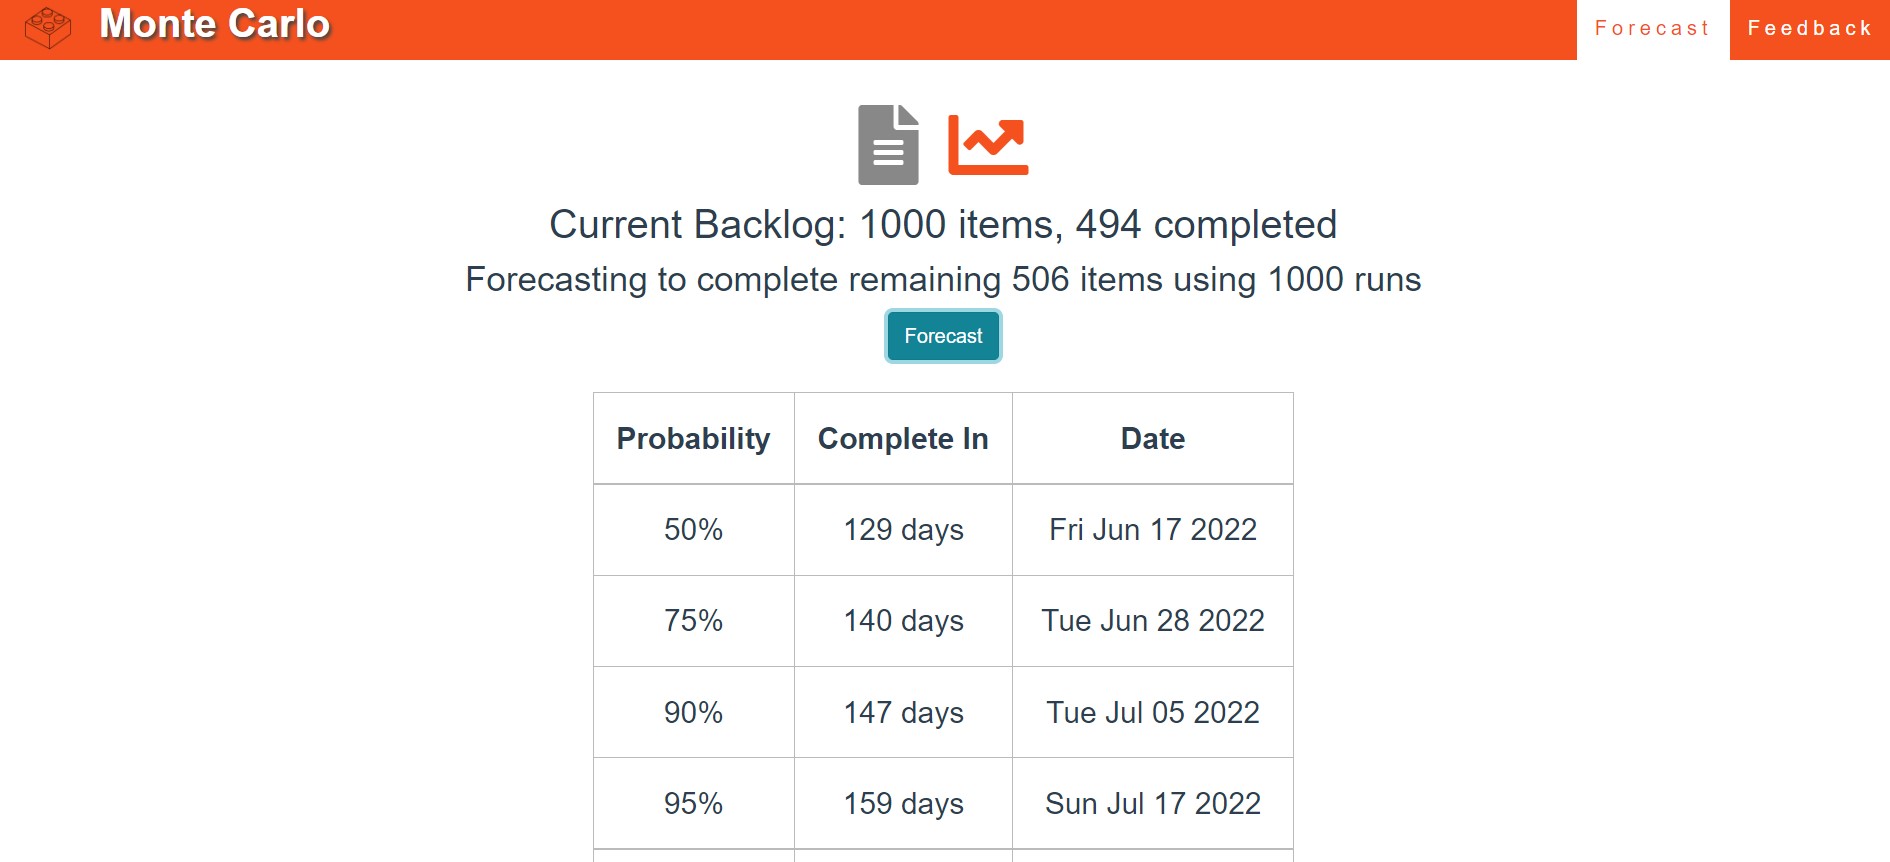 Monte Carlo
Forecast Feedback
Current Backlog: 1000 items, 494 completed
Forecasting to complete remaining 506 items using 1000 runs
Forecast
Probability Complete In Date
50% 129 days Fri Jun 17 2022
75% 140 days Tue Jun 28 2022
90% 147 days Tue Jul 05 2022
95% 159 days Sun Jul 17 2022